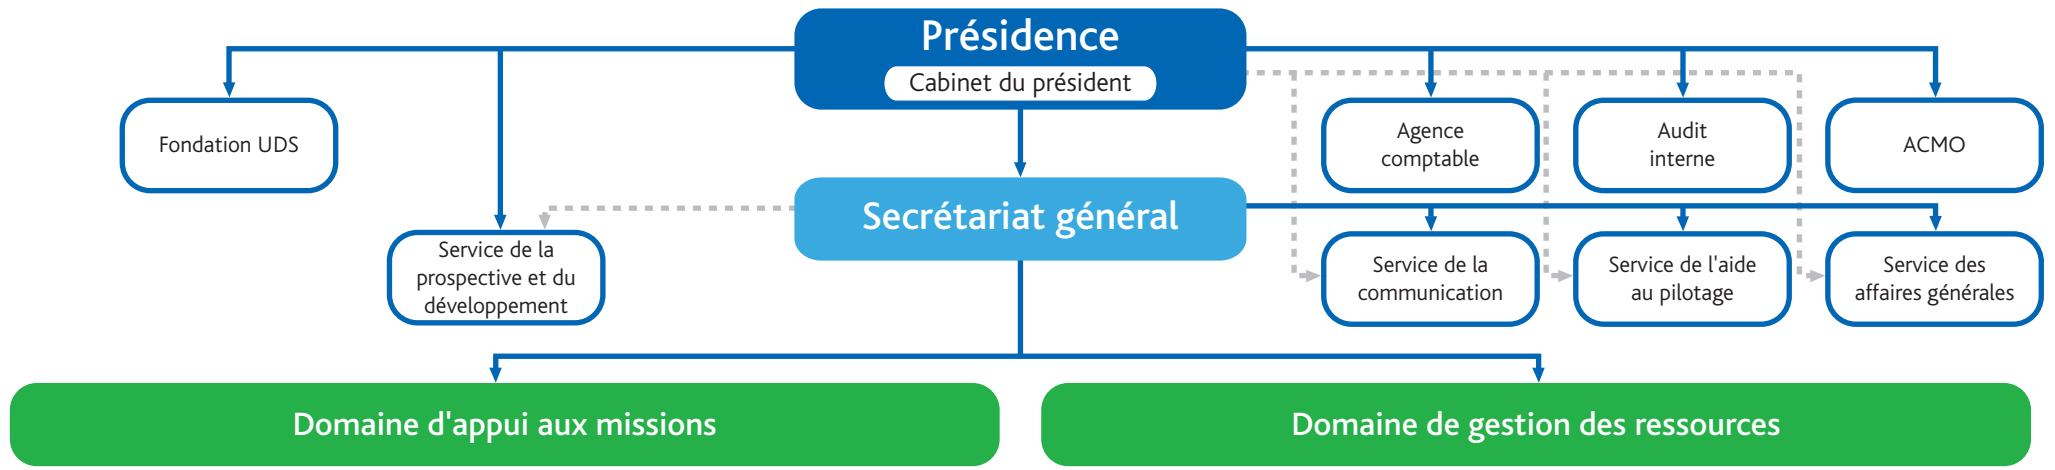 Présidence
Cabinet du président
Fondation UDS
Agence
comptable
Audit
interne
ACMO
Secrétariat général
Service de la
prospective et du
développement
Service de la
communication
Service de l'aide
au pilotage
Service des
affaires générales
Domaine d'appui aux missions
Domaine de gestion des ressources